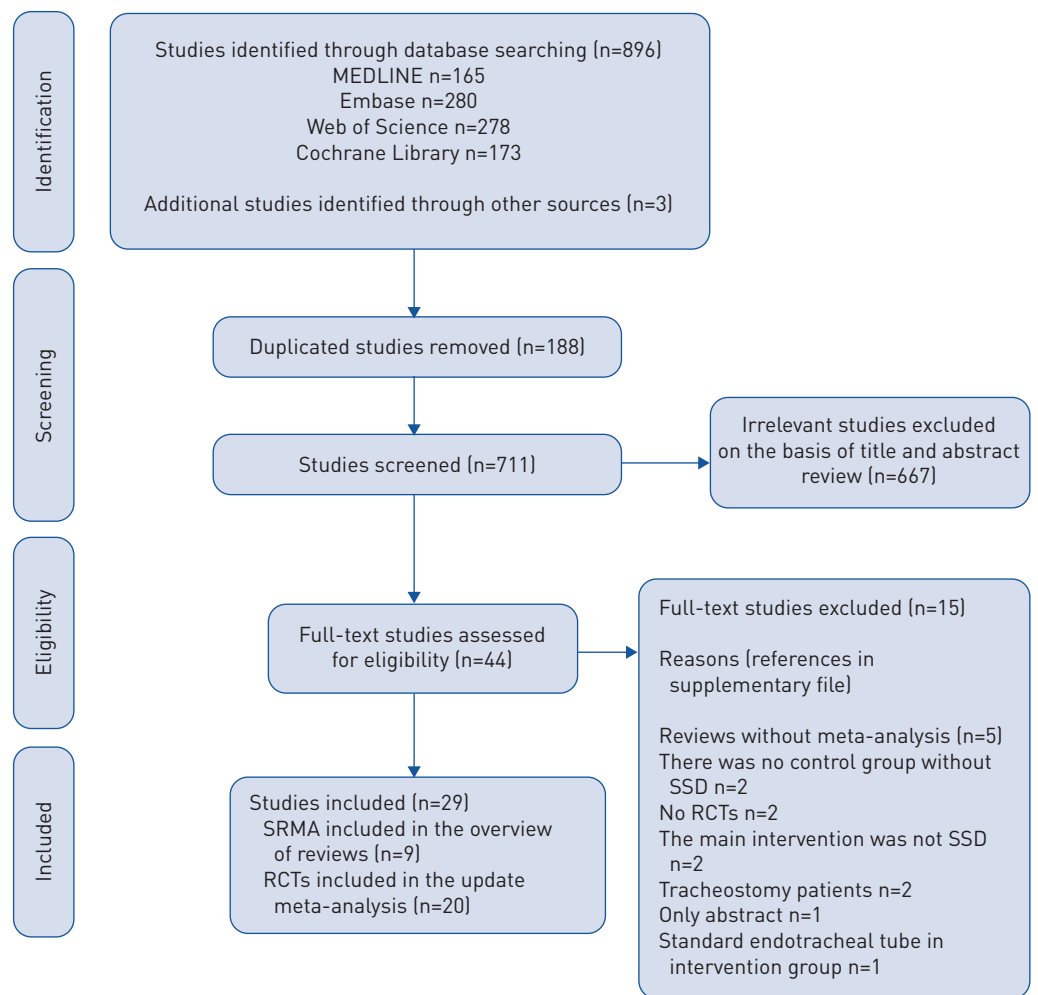 Identification
Studies identified through database searching (n=896)
MEDLINE n=165
Embase n=280
Web of Science n=278
Cochrane Library n=173
Additional studies identified through other sources (n=3)
Screening
Duplicated studies removed (n=188)
Studies screened (n=711)
Irrelevant studies excluded
on the basis of title and abstract
review (n=667)
Eligibility
Full-text studies assessed
for eligibility (n=44)
Full-text studies excluded (n=15)
Reasons (references in
supplementary file)
Reviews without meta-analysis (n=5)
There was no control group without
SSD n=2
No RCTs n=2
The main intervention was not SSD
n=2
Tracheostomy patients n=2
Only abstract n=1
Standard endotracheal tube in
intervention group n=1
Included
Studies included (n=29)
SRMA included in the overview
of reviews (n=9)
RCTs included in the update
meta-analysis (n=20)